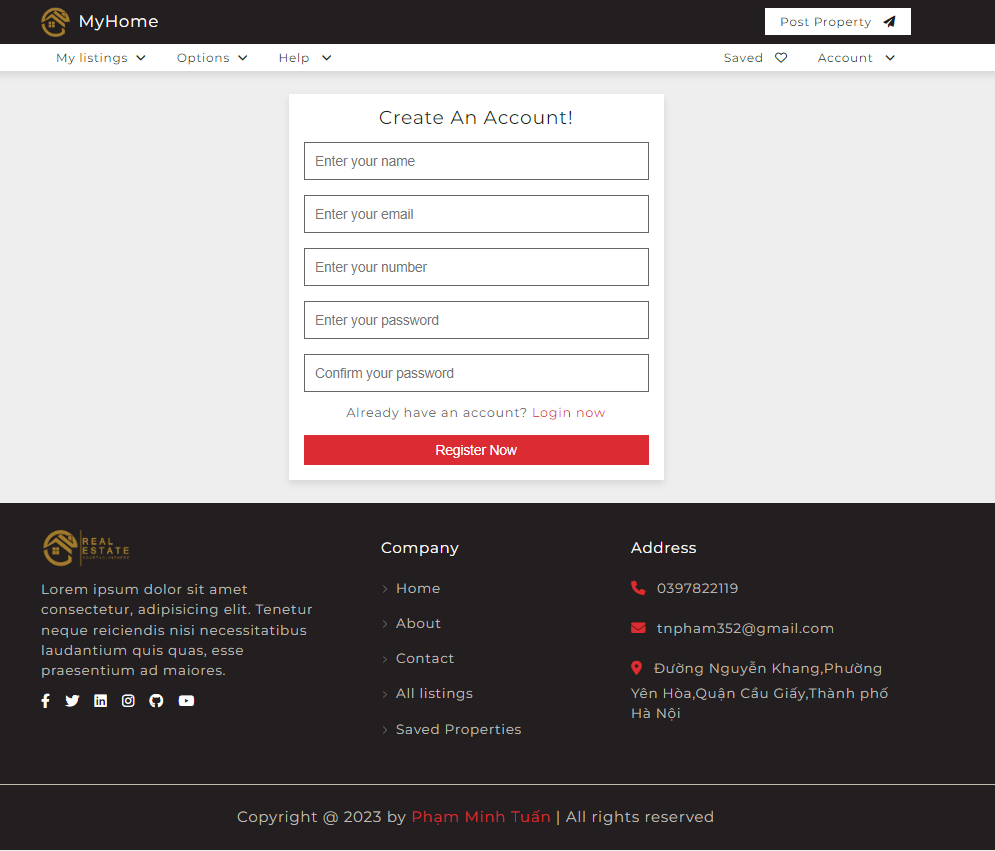 MyHome
Post Property
My listings
Options
Help
Saved
Account
Create An Account!
Enter your name
Enter your email
Enter your number
Enter your password
Confirm your password
Already have an account? Login now
Register Now
REAL
ESTATE
Lorem ipsum dolor sit amet
consectetur, adipisicing elit. Tenetur
neque reiciendis nisi necessitatibus
laudantium quis quas, esse
praesentium ad maiores.
Company
Home
About
Contact
All listings
Saved Properties
Address
0397822119
tnpham352@gmail.com
Đường Nguyễn Khang,Phường
Yên Hòa,Quận Cầu Giấy,Thành phố
Hà Nội
Copyright @ 2023 by Phạm Minh Tuấn | All rights reserved